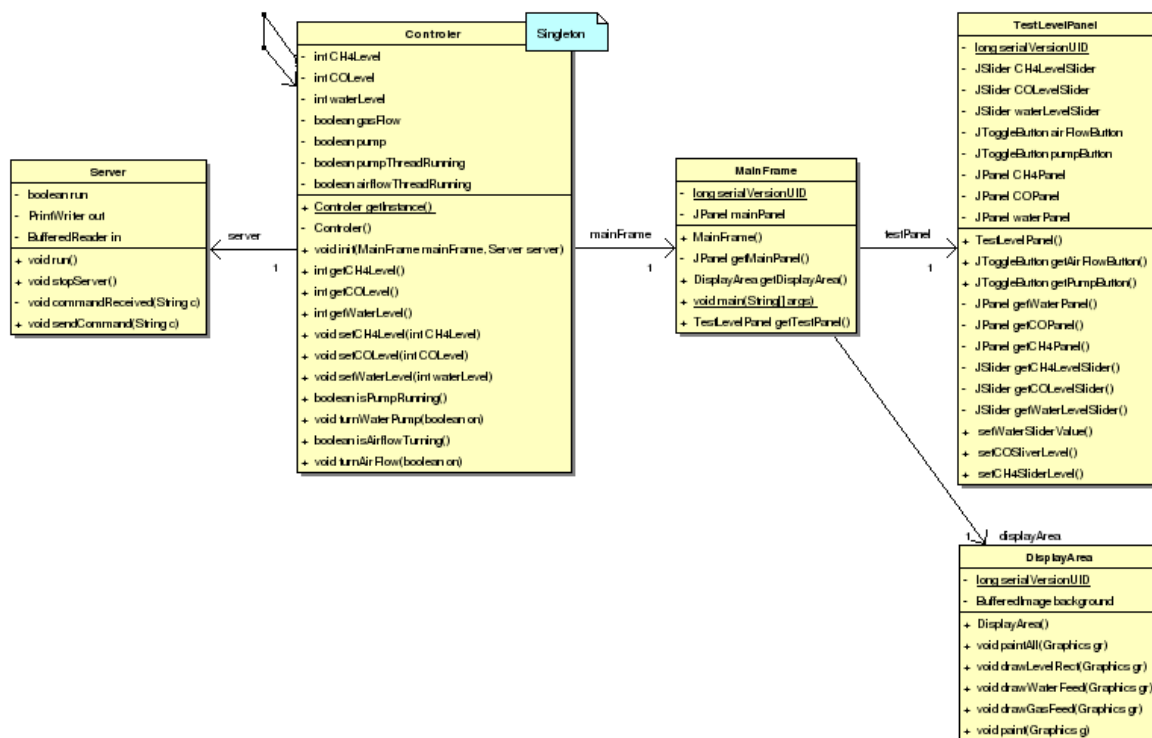 Server
- boolean run
- PrintWriter out
- BufferedReader in
+ void run()
+ void stopServer()
- void commandReceived(String c)
+ void sendCommand(String c)
server
1
Controler
Singleton
- int CH4Level
- int COLevel
- int waterLevel
- boolean gasFlow
- boolean pump
- boolean pumpThreadRunning
- boolean airflowThreadRunning
+ Controler getInstance()
- Controler()
+ void init(MainFrame mainFrame, Server server)
+ int getCH4Level()
+ int getCOLevel()
+ int getWaterLevel()
+ void setCH4Level(int CH4Level)
+ void setCOLevel(int COLevel)
+ void setWaterLevel(int waterLevel)
+ boolean isPumpRunning()
+ void turnWaterPump(boolean on)
+ boolean isAirflowTurning()
+ void turnAirFlow(boolean on)
mainFrame
1
MainFrame
- long serialVersionUID
- JPanel mainPanel
+ MainFrame()
- JPanel getMainPanel()
+ DisplayArea getDisplayArea()
+ void main(String[] args)
+ TestLevelPanel getTestPanel()
testPanel
1
TestLevelPanel
- long serialVersionUID
- JSlider CH4LevelSlider
- JSlider COLevelSlider
- JSlider waterLevelSlider
- JToggleButton airFlowButton
- JToggleButton pumpButton
- JPanel CH4Panel
- JPanel COPanel
- JPanel waterPanel
+ TestLevelPanel()
+ JToggleButton getAirFlowButton()
+ JToggleButton getPumpButton()
- JPanel getWaterPanel()
- JPanel getCOPanel()
- JPanel getCH4Panel()
- JSlider getCH4LevelSlider()
- JSlider getCOLevelSlider()
- JSlider getWaterLevelSlider()
+ setWaterSliderValue()
+ setCOSliverLevel()
+ setCH4SliderLevel()
1 displayArea
DisplayArea
- long serialVersionUID
- BufferedImage background
+ DisplayArea()
+ void paintAll(Graphics gr)
+ void drawLevelRect(Graphics gr)
+ void drawWaterFeed(Graphics gr)
+ void drawGasFeed(Graphics gr)
+ void paint(Graphics g)